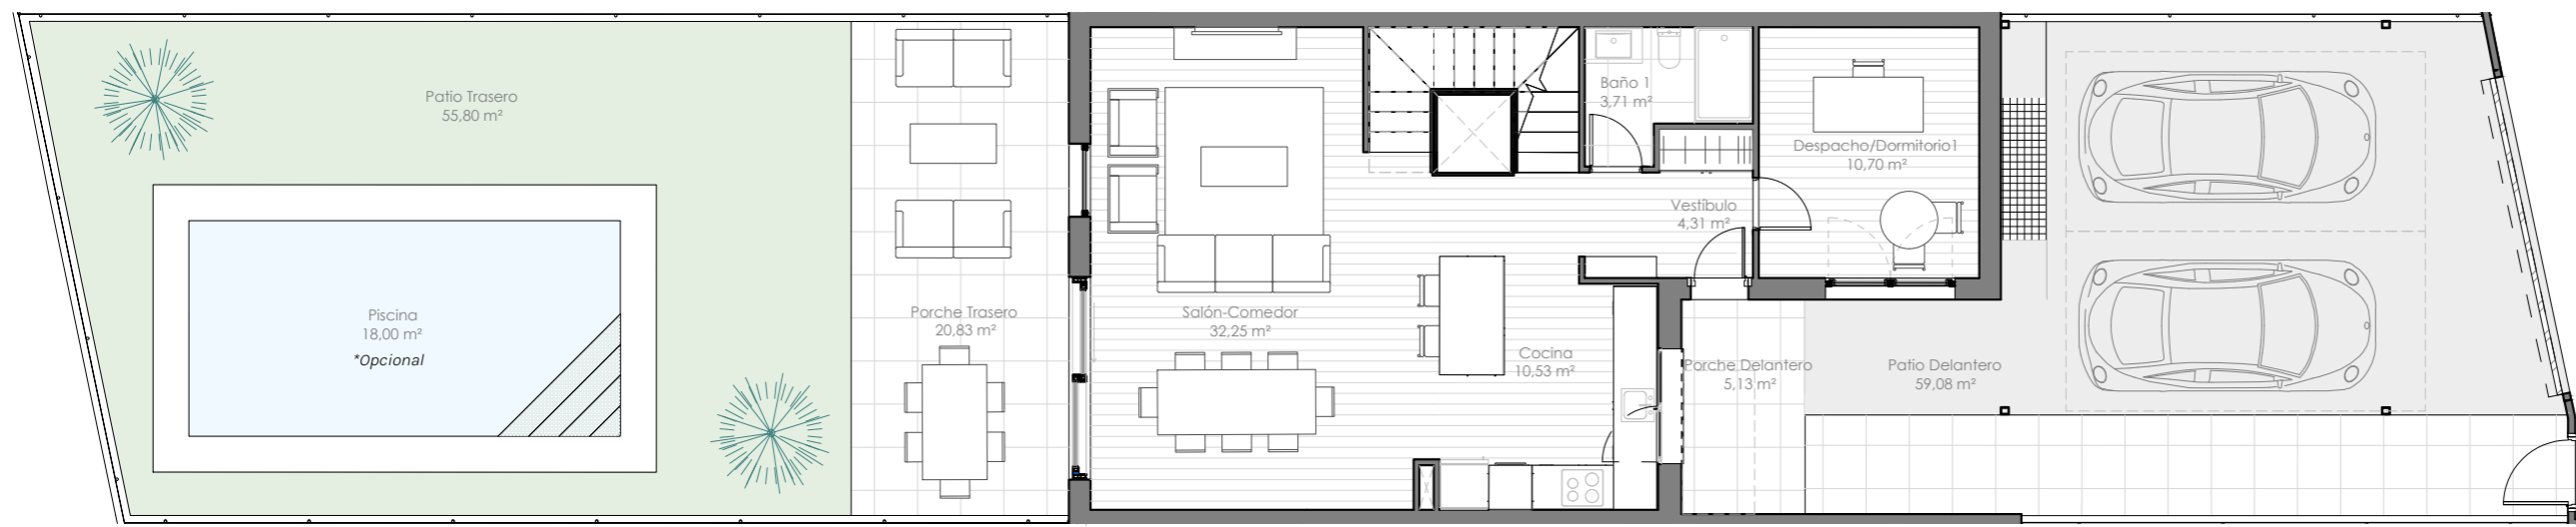 Patio Trasero
55,80 m²
Piscina
18,00 m²
*Opcional
Porche Trasero
20,83 m²
Salón-Comedor
32,25 m²
Cocina
10,53 m²
Baño 1
3,71 m²
Vestíbulo
4,31 m²
Despacho/Dormitorio1
10,70 m²
Porche Delantero
5,13 m²
Patio Delantero
59,08 m²